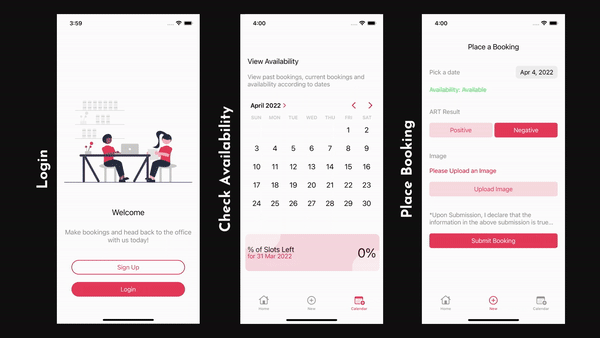 Login
3:59
Welcome
Make bookings and head back to the office
with us today!
Sign Up
Login
Check Availability
4:00
View Availability
View past bookings, current bookings and
availability according to dates
April 2022
SUN MON TUE WED THU FRI SAT
1 2
3 4 5 6 7 8 9
10 11 12 13 14 15 16
17 18 19 20 21 22 23
24 25 26 27 28 29 30
% of Slots Left
for 31 Mar 2022
0%
Home New Calendar
Place Booking
4:00
Place a Booking
Pick a date
Apr 4, 2022
Availability: Available
ART Result
Positive Negative
Image
Please Upload an Image
Upload Image
*Upon Submission, I declare that the
information in the above submission is true...
Submit Booking
Home New Calendar